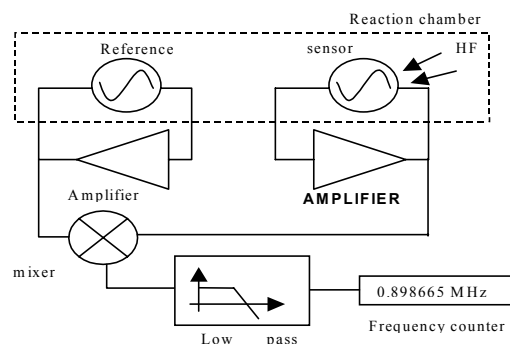 Reaction chamber
Reference
sensor
HF
Amplifier
AMPLIFIER
mixer
0.898665 MHz
Low pass
Frequency counter